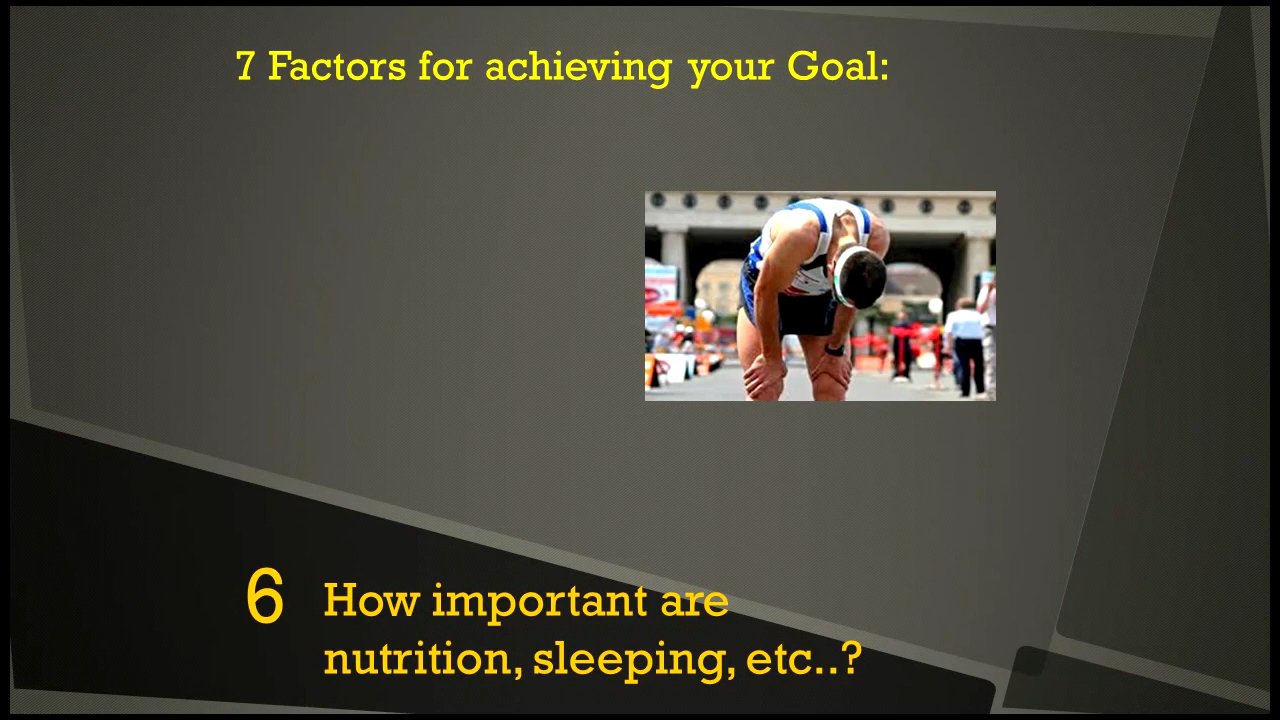 7 Factors for achieving your Goal:
6 How important are
nutrition, sleeping, etc..?